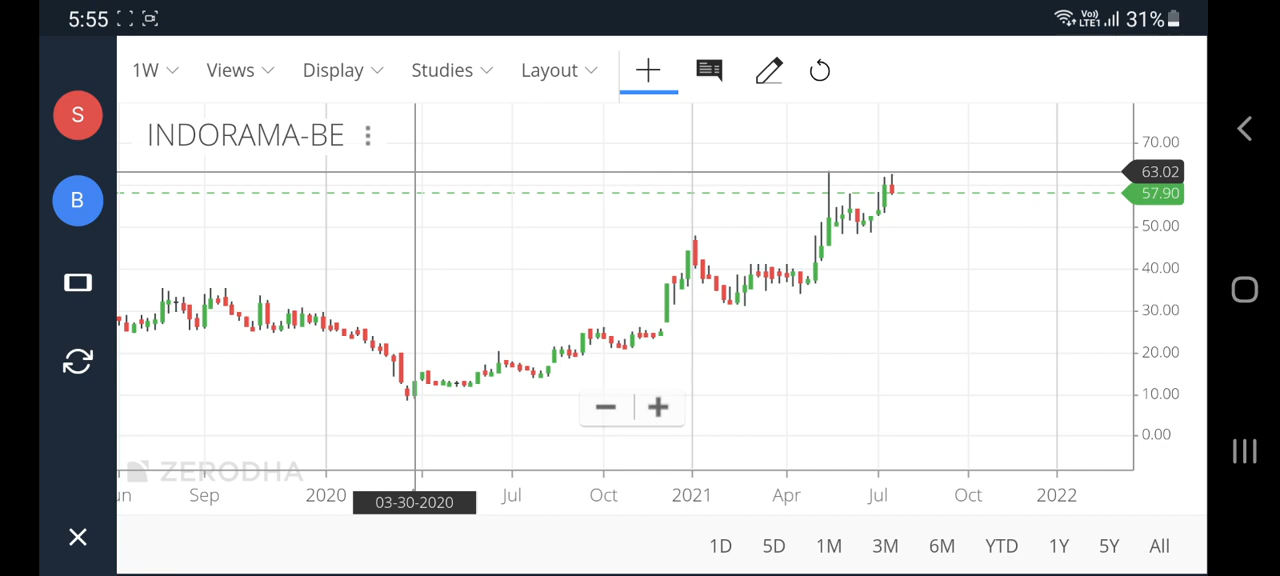 5:55
Vo) LTE1 31%
S
B
1W Views Display Studies Layout
INDORAMA-BE
70.00
63.02
57.90
50.00
40.00
30.00
20.00
10.00
0.00
ZERODHA
un Sep 2020 Jul Oct 2021 Apr Jul Oct 2022
03-30-2020
1D 5D 1M 3M 6M YTD 1Y 5Y All